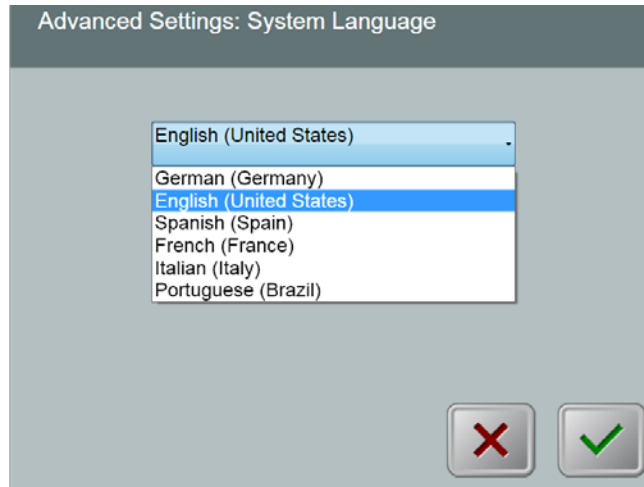 Advanced Settings: System Language
English (United States)
German (Germany)
English (United States)
Spanish (Spain)
French (France)
Italian (Italy)
Portuguese (Brazil)